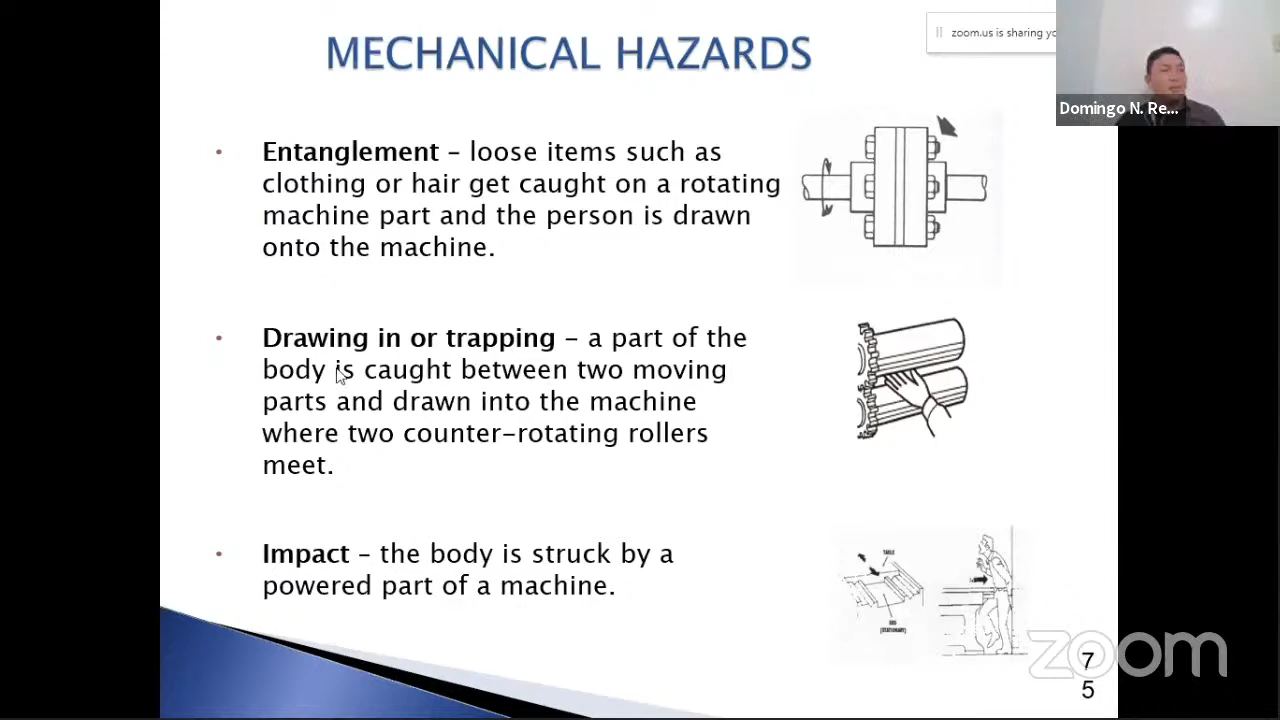 MECHANICAL HAZARDS
zoom.us is sharing yo
Domingo N. Re...
• Entanglement – loose items such as
clothing or hair get caught on a rotating
machine part and the person is drawn
onto the machine.
• Drawing in or trapping – a part of the
body is caught between two moving
parts and drawn into the machine
where two counter-rotating rollers
meet.
• Impact – the body is struck by a
powered part of a machine.
TABLE
BED
(STATIONARY)
zoom
7
5